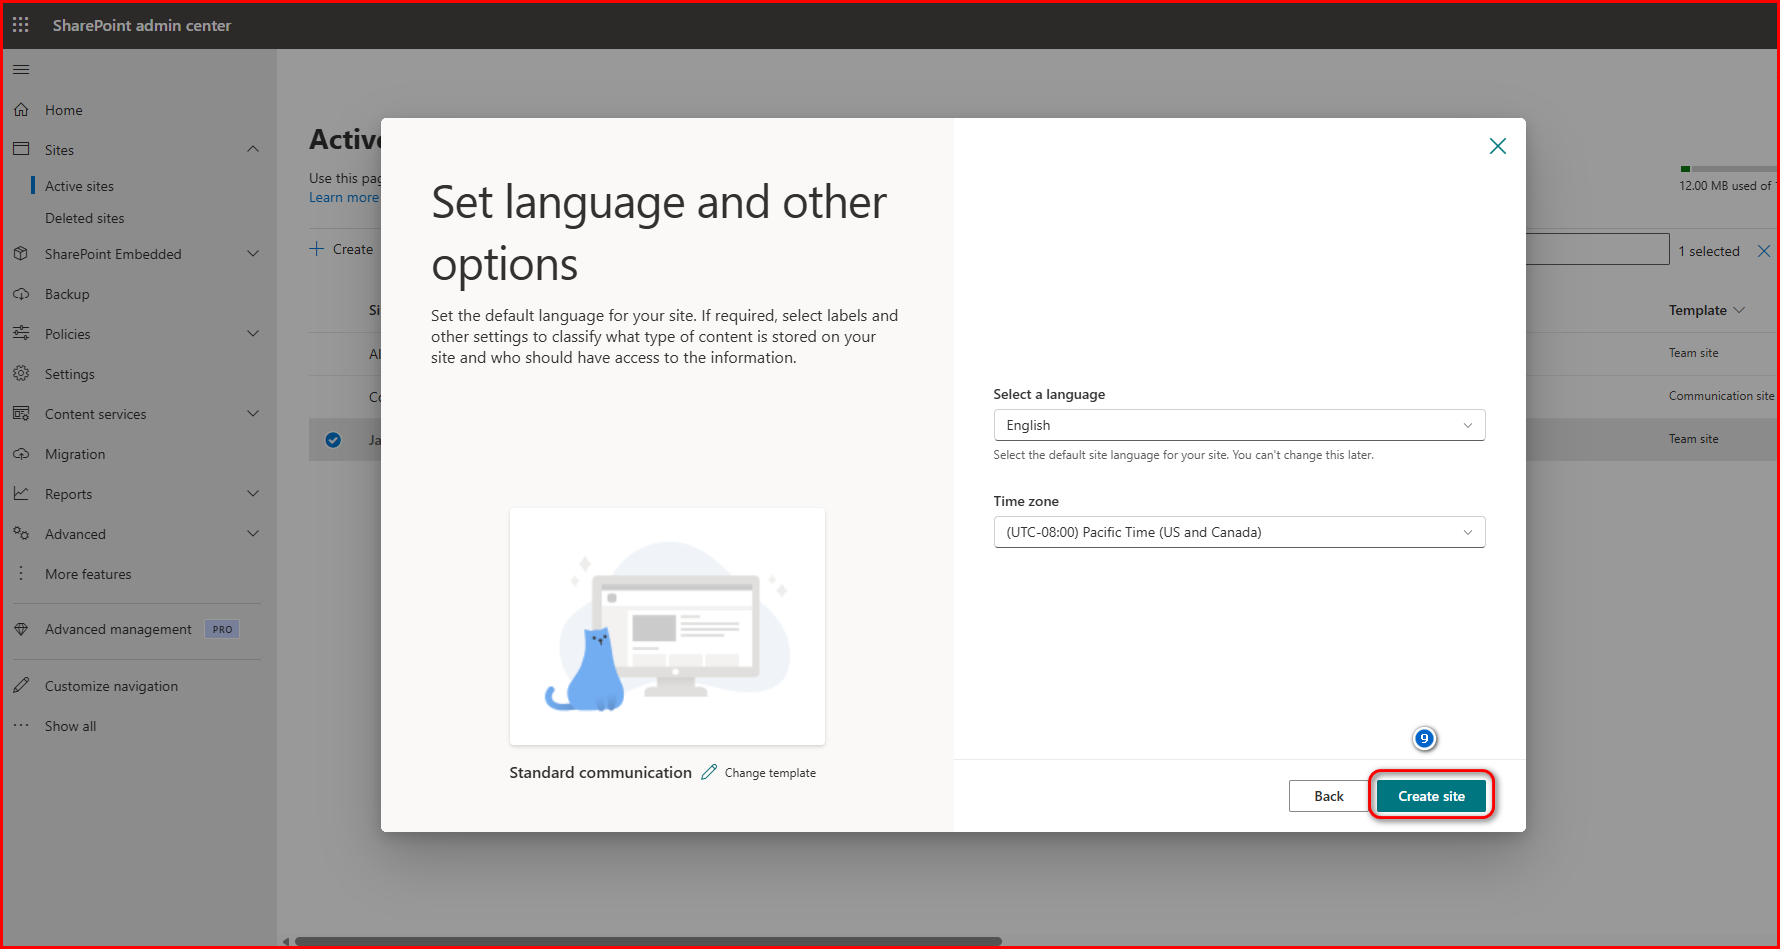 SharePoint admin center
Home
Sites
Active sites
Deleted sites
SharePoint Embedded
Backup
Policies
Settings
Content services
Migration
Reports
Advanced
More features
Advanced management PRO
Customize navigation
Show all
Active
Use this pag
Learn more
Create
12.00 MB used of 1
1 selected
Si
Template
Al
Team site
Co
Communication site
Ja
Team site
Set language and other
options
Set the default language for your site. If required, select labels and
other settings to classify what type of content is stored on your
site and who should have access to the information.
Standard communication
Change template
Select a language
English
Select the default site language for your site. You can't change this later.
Time zone
(UTC-08:00) Pacific Time (US and Canada)
9
Back
Create site